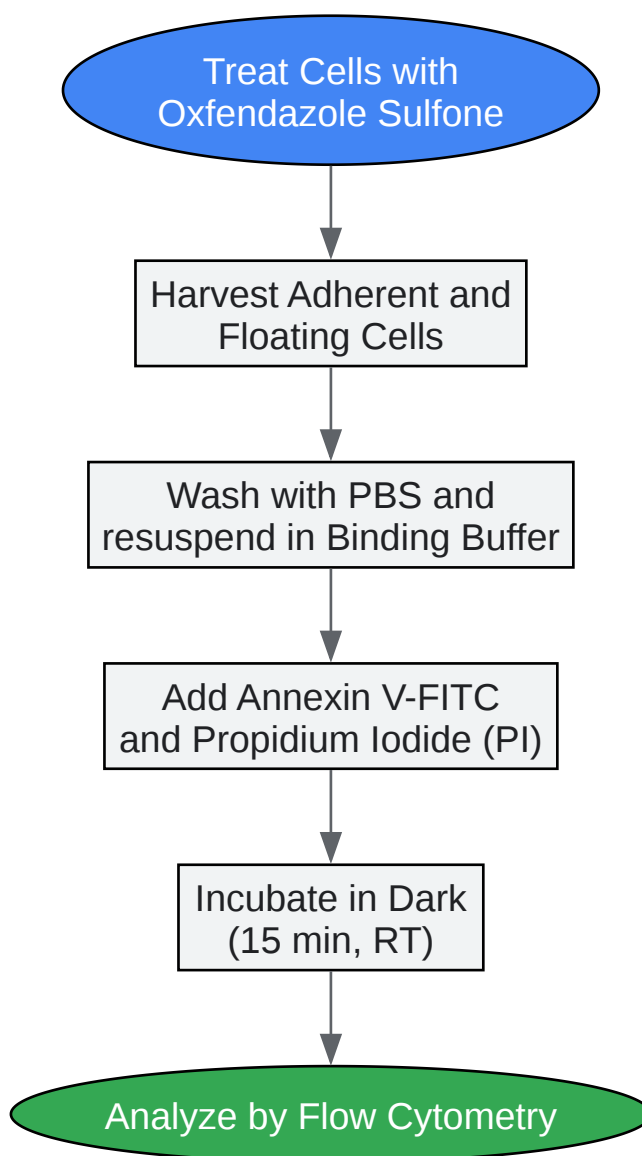 Treat Cells with
Oxfendazole Sulfone
Harvest Adherent and
Floating Cells
Wash with PBS and
resuspend in Binding Buffer
Add Annexin V-FITC
and Propidium Iodide (PI)
Incubate in Dark
(15 min, RT)
Analyze by Flow Cytometry